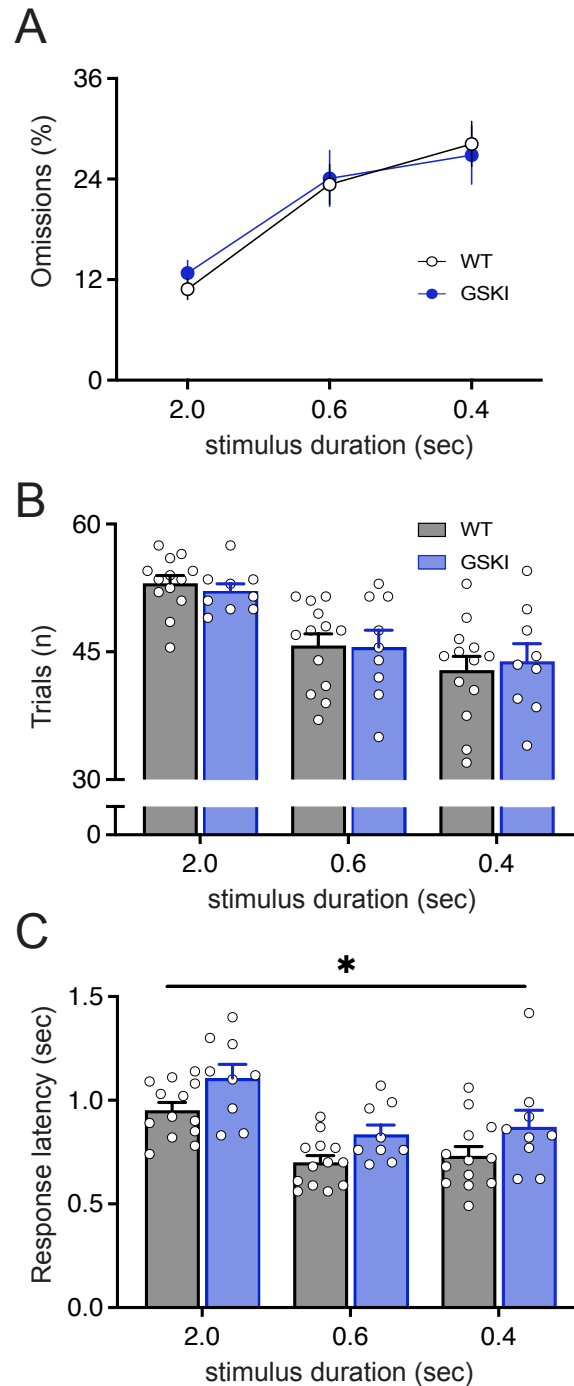 A
Omissions (%)
36
24
12
0
WT
GSKI
2.0 0.6 0.4
stimulus duration (sec)
B
Trials (n)
60
45
30
0
WT
GSKI
2.0 0.6 0.4
stimulus duration (sec)
C
*
Response latency (sec)
1.5
1.0
0.5
0.0
2.0 0.6 0.4
stimulus duration (sec)